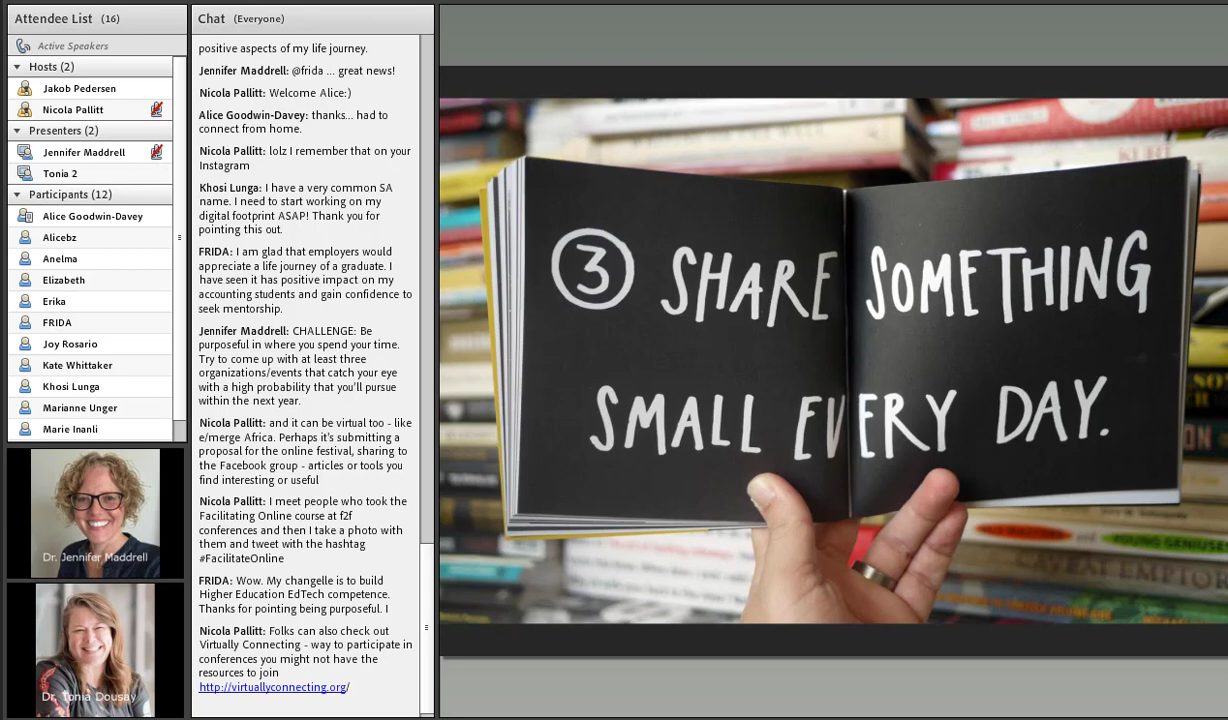 Attendee List (16)
Active Speakers
Hosts (2)
Jakob Pedersen
Nicola Pallitt
Presenters (2)
Jennifer Maddrell
Tonia 2
Participants (12)
Alice Goodwin-Davey
Alicebz
Anelma
Elizabeth
Erika
FRIDA
Joy Rosario
Kate Whittaker
Khosi Lunga
Marianne Unger
Marie Inanli
Dr. Jennifer Maddrell
Dr. Tonia Dousay
Chat (Everyone)
positive aspects of my life journey.
Jennifer Maddrell: @frida ... great news!
Nicola Pallitt: Welcome Alice:)
Alice Goodwin-Davey: thanks... had to
connect from home.
Nicola Pallitt: lolz I remember that on your
Instagram
Khosi Lunga: I have a very common SA
name. I need to start working on my
digital footprint ASAP! Thank you for
pointing this out.
FRIDA: I am glad that employers would
appreciate a life journey of a graduate. I
have seen it has positive impact on my
accounting students and gain confidence to
seek mentorship.
Jennifer Maddrell: CHALLENGE: Be
purposeful in where you spend your time.
Try to come up with at least three
organizations/events that catch your eye
with a high probability that you'll pursue
within the next year.
Nicola Pallitt: and it can be virtual too - like
e/merge Africa. Perhaps it's submitting a
proposal for the online festival, sharing to
the Facebook group - articles or tools you
find interesting or useful
Nicola Pallitt: I meet people who took the
Facilitating Online course at f2f
conferences and then I take a photo with
them and tweet with the hashtag
#FacilitateOnline
FRIDA: Wow. My changelle is to build
Higher Education EdTech competence.
Thanks for pointing being purposeful. I
Nicola Pallitt: Folks can also check out
Virtually Connecting - way to participate in
conferences you might not have the
resources to join
http://virtuallyconnecting.org/
3 SHARE SOMETHING
SMALL EVERY DAY.
YOUNG GENIUSES
CAVEAT EMPTOR